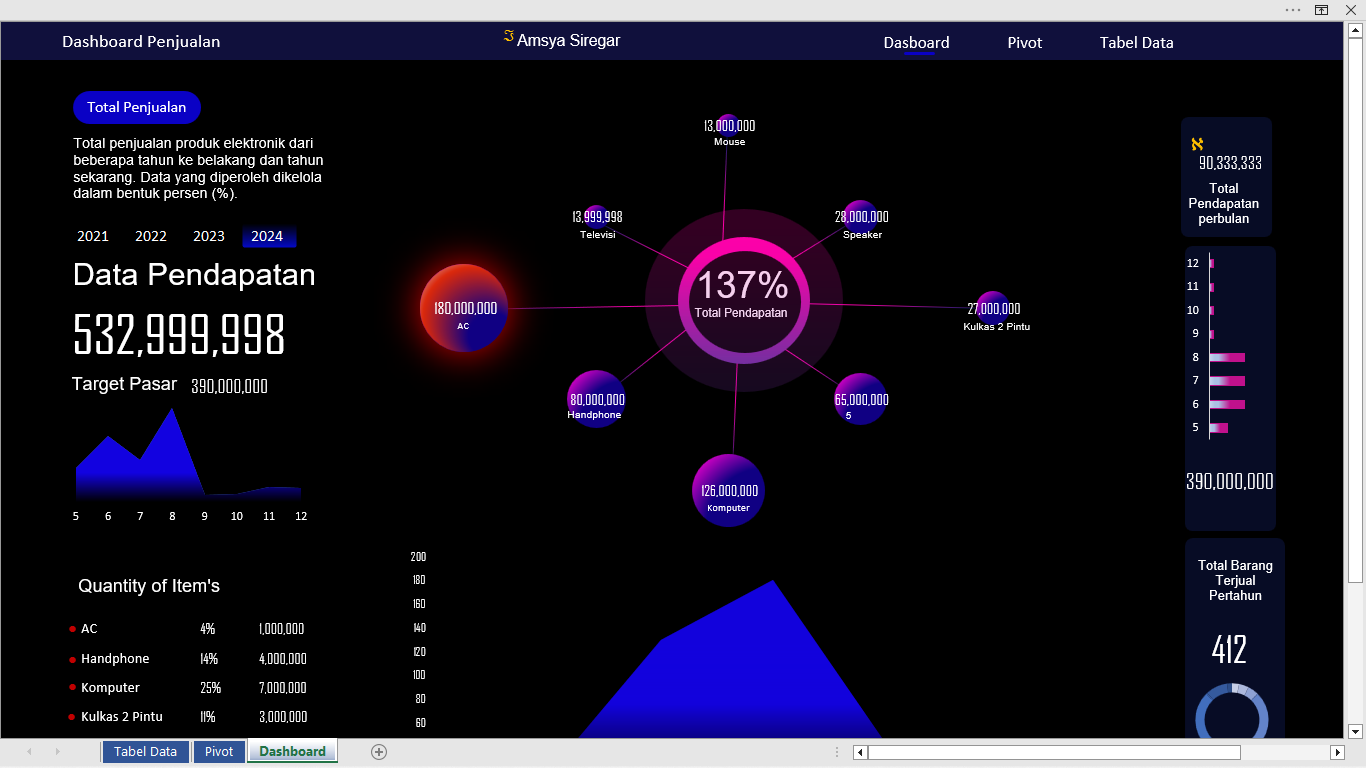 Dashboard Penjualan
ℑ Amsya Siregar
Dasboard
Pivot
Tabel Data
Total Penjualan
Total penjualan produk elektronik dari
beberapa tahun ke belakang dan tahun
sekarang. Data yang diperoleh dikelola
dalam bentuk persen (%).
2021 2022 2023 2024
Data Pendapatan
532,999,998
Target Pasar 390,000,000
5 6 7 8 9 10 11 12
13,000,000
Mouse
13,999,998
Televisi
28,000,000
Speaker
180,000,000
AC
137%
Total Pendapatan
27,000,000
Kulkas 2 Pintu
80,000,000
Handphone
65,000,000
5
126,000,000
Komputer
ℵ
90,333,333
Total
Pendapatan
perbulan
12
11
10
9
8
7
6
5
390,000,000
Quantity of Item's
AC 4% 1,000,000
Handphone 14% 4,000,000
Komputer 25% 7,000,000
Kulkas 2 Pintu 11% 3,000,000
200
180
160
140
120
100
80
60
Total Barang
Terjual
Pertahun
412
Tabel Data
Pivot
Dashboard